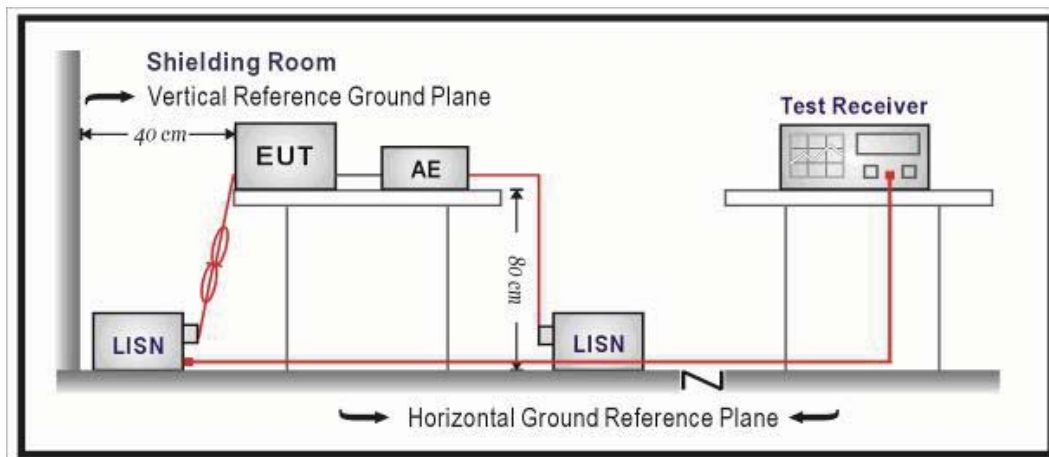 Shielding Room
Vertical Reference Ground Plane
40 cm
Test Receiver
EUT
AE
80 cm
LISN
LISN
Horizontal Ground Reference Plane